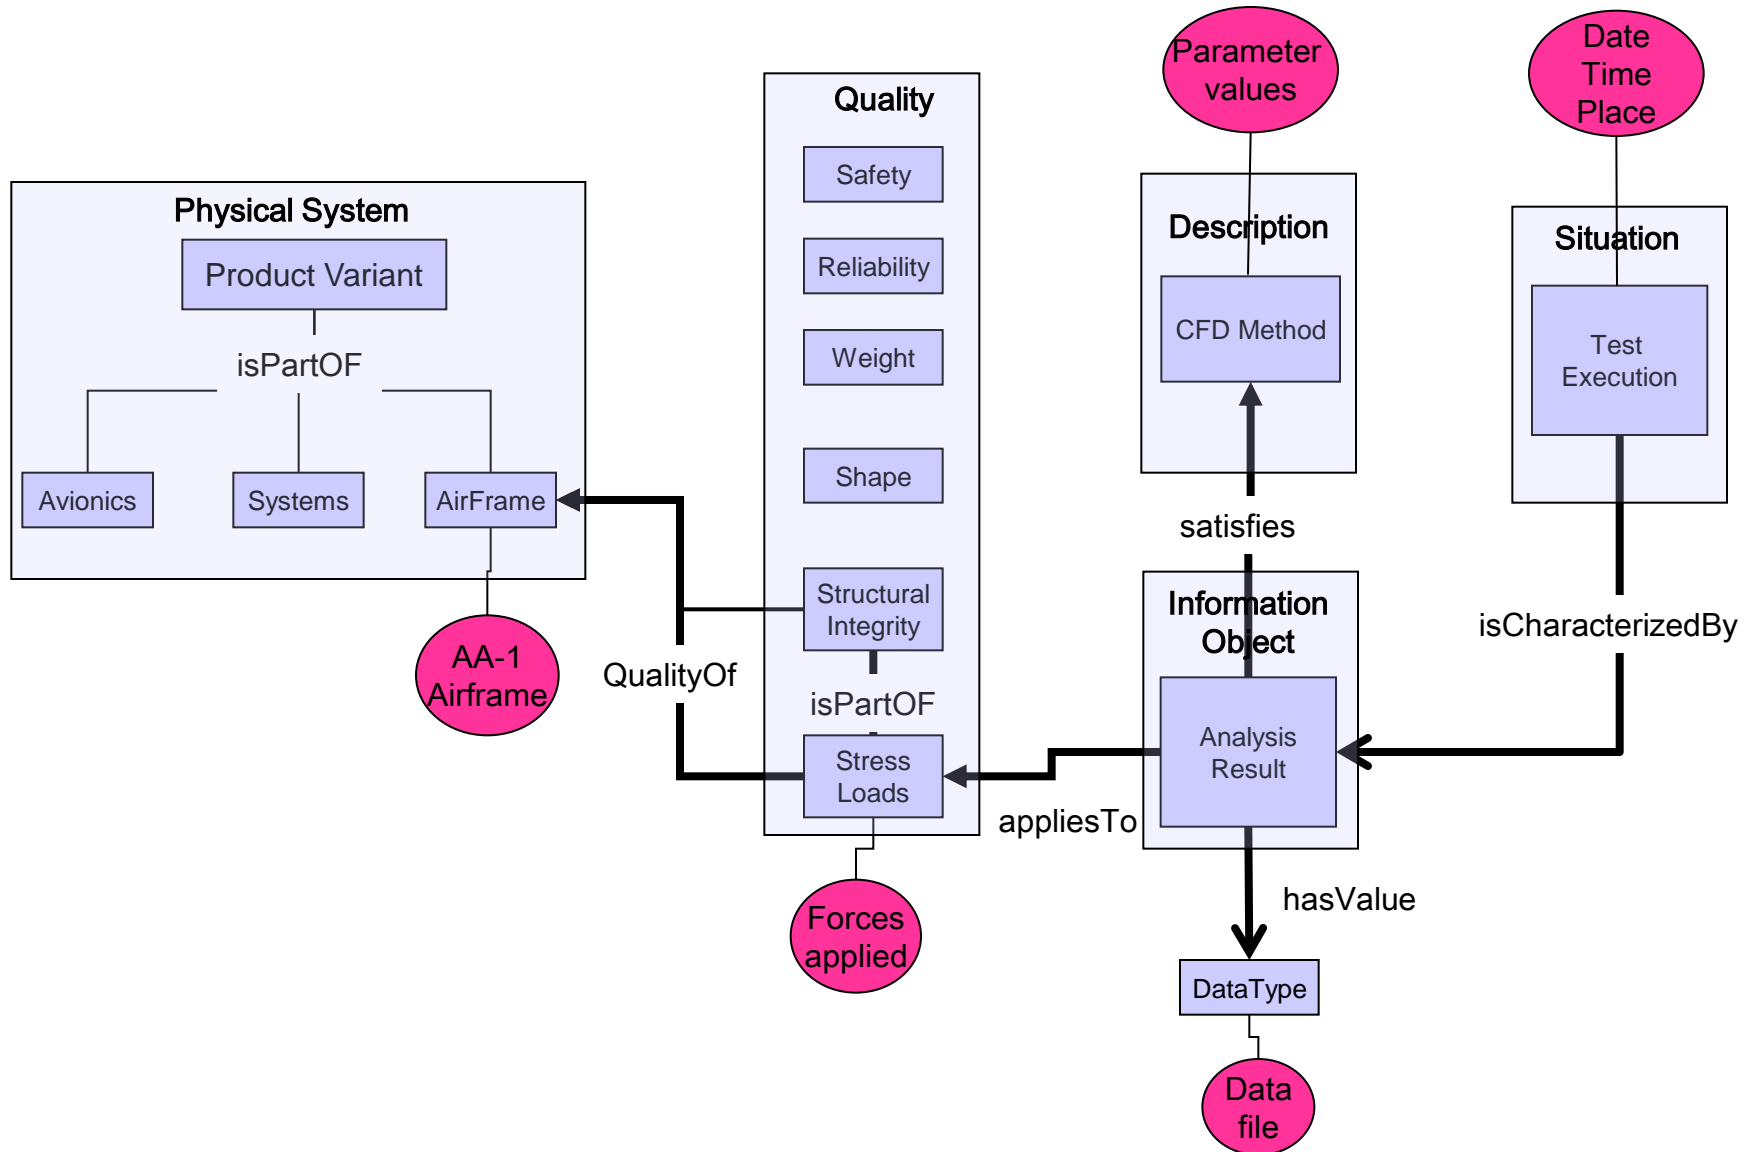 Physical System
Product Variant
isPartOF
Avionics
Systems
AirFrame
AA-1
Airframe
QualityOf
Quality
Safety
Reliability
Weight
Shape
Structural
Integrity
isPartOF
Stress
Loads
Forces
applied
appliesTo
Parameter
values
Description
CFD Method
satisfies
Information
Object
Analysis
Result
hasValue
DataType
Data
file
Date
Time
Place
Situation
Test
Execution
isCharacterizedBy